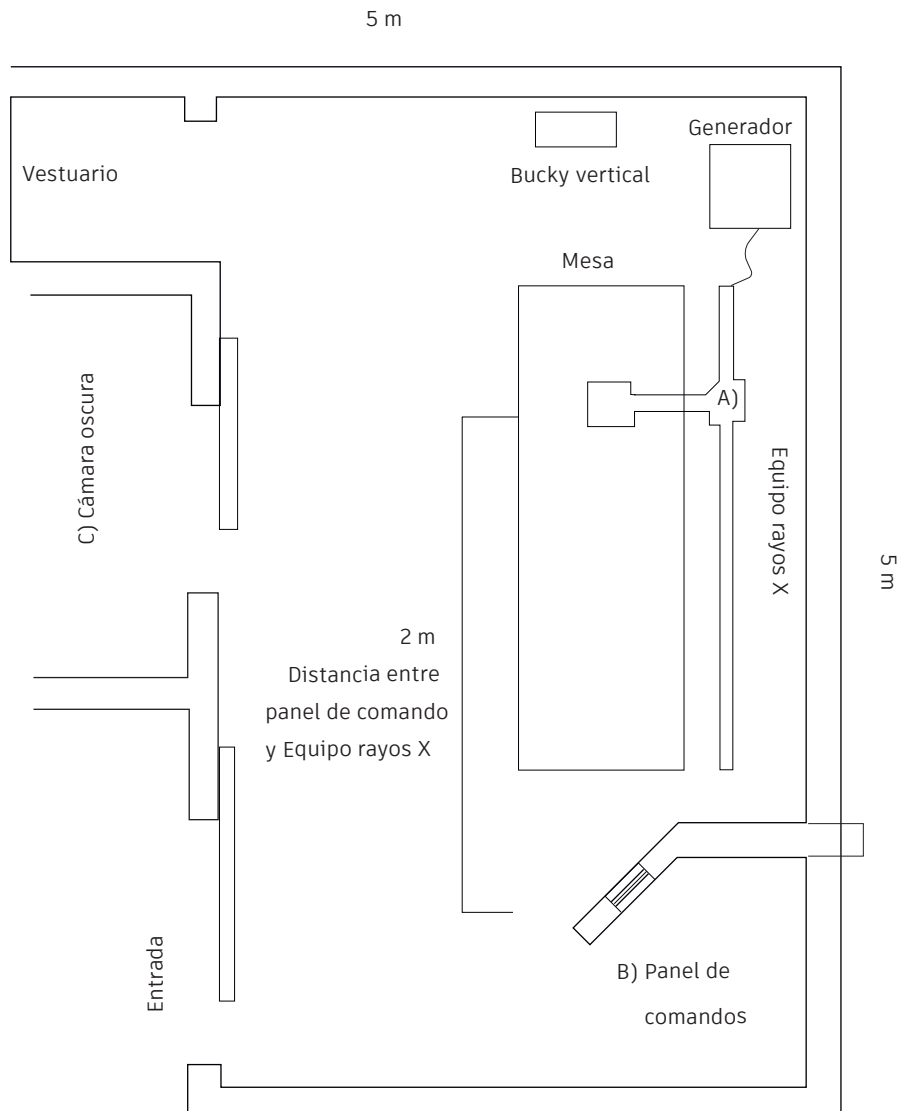 5 m
Generador
Vestuario
Bucky vertical
Mesa
A)
C) Cámara oscura
Equipo rayos X
5 m
2 m
Distancia entre
panel de comando
y Equipo rayos X
Entrada
B) Panel de
comandos